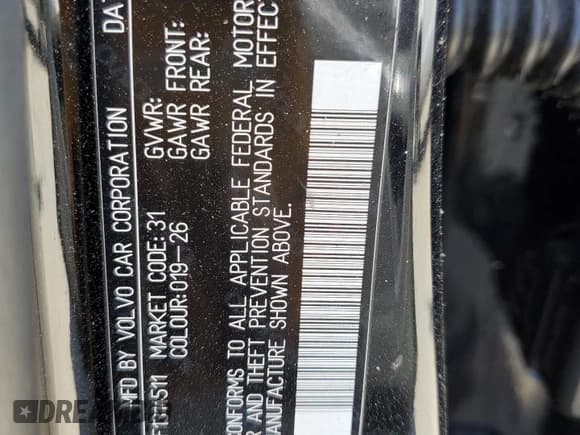 MFD BY VOLVO CAR CORPORATION DA
GVWR:
GAWR FRONT:
GAWR REAR:
511 MARKET CODE: 31
COLOUR: 019-26
CONFORMS TO ALL APPLICABLE FEDERAL MOTOR
AND THEFT PREVENTION STANDARDS IN EFFECT
MANUFACTURE SHOWN ABOVE.